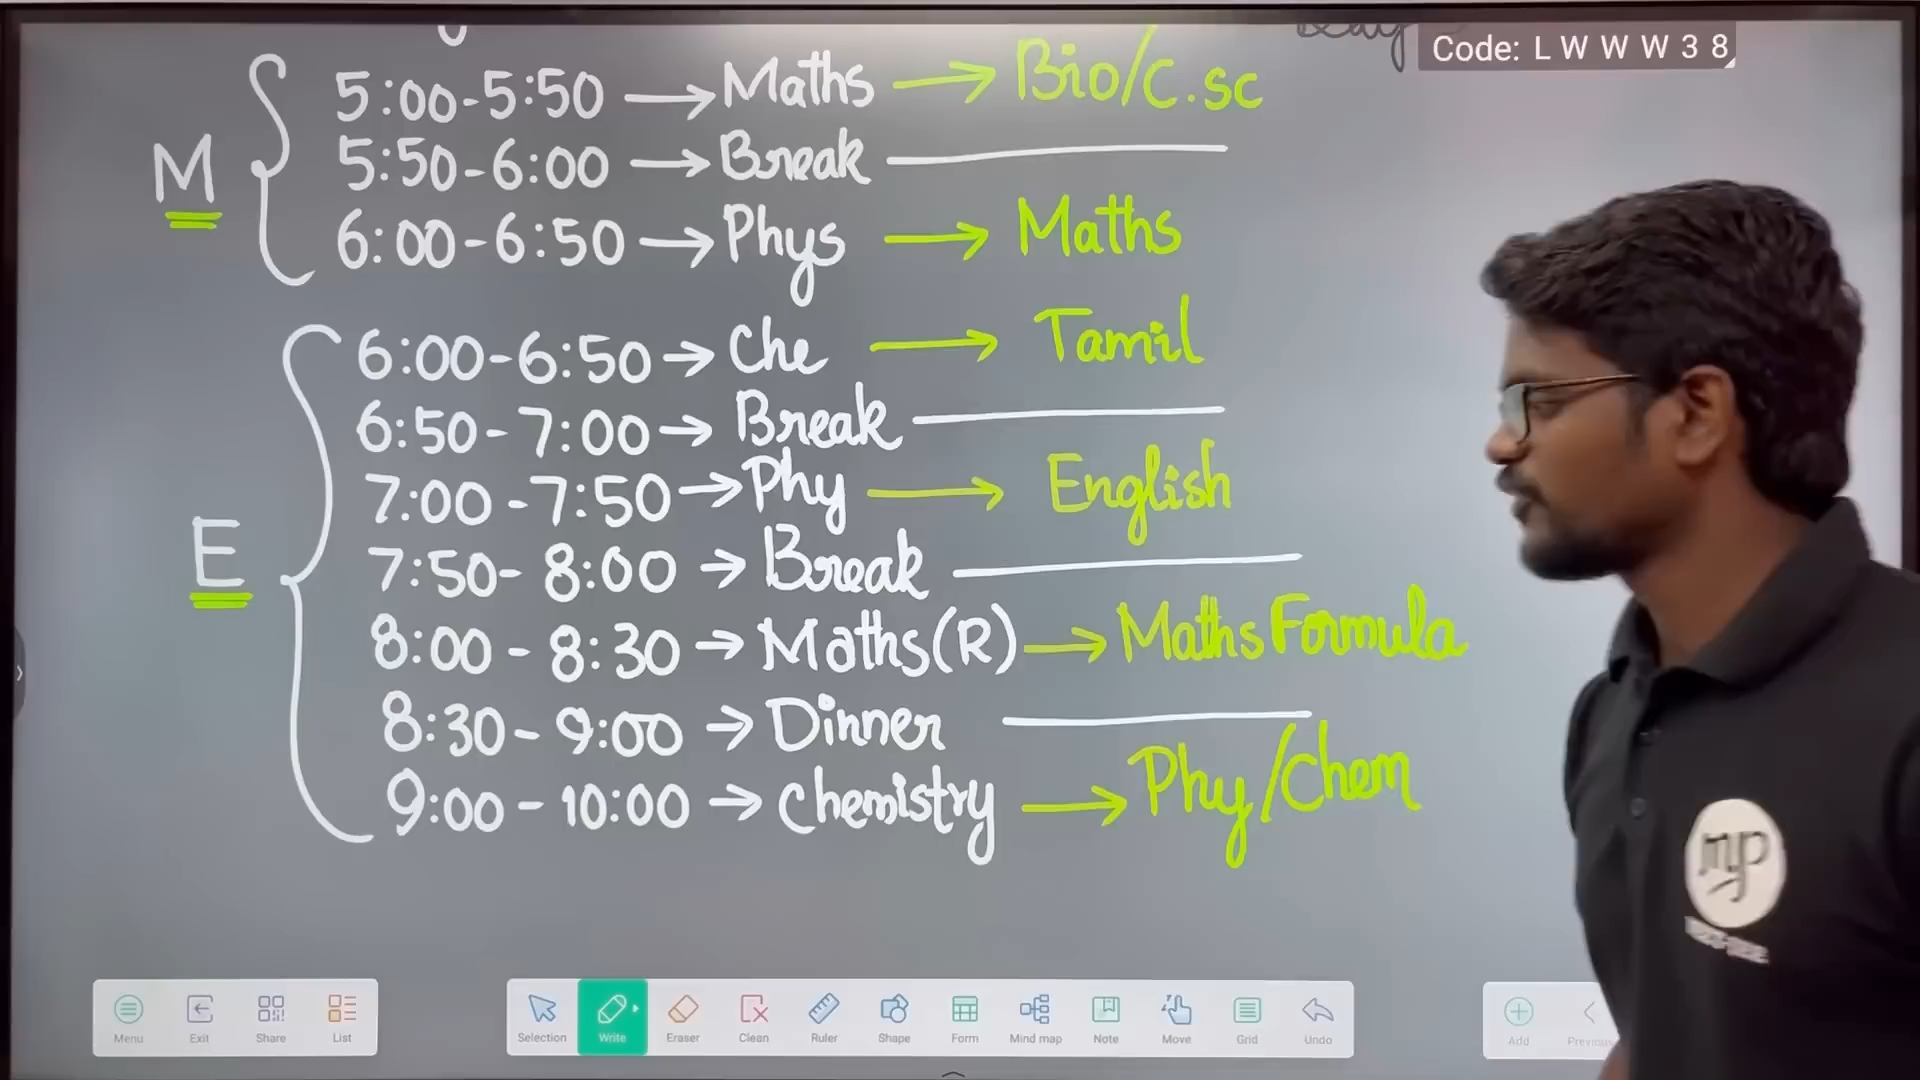 Code: L W W W 3 8
M
5:00-5:50 → Maths → Bio/C.sc
5:50-6:00 → Break
6:00-6:50 → Phys → Maths
E
6:00-6:50 → Che → Tamil
6:50-7:00 → Break
7:00-7:50 → Phy → English
7:50-8:00 → Break
8:00-8:30 → Maths(R) → Maths Formula
8:30-9:00 → Dinner
9:00-10:00 → Chemistry → Phy/Chem
Menu Exit Share List
Selection Write Eraser Clean Ruler Shape Form Mind map Note Move Grid Undo
Add Previous